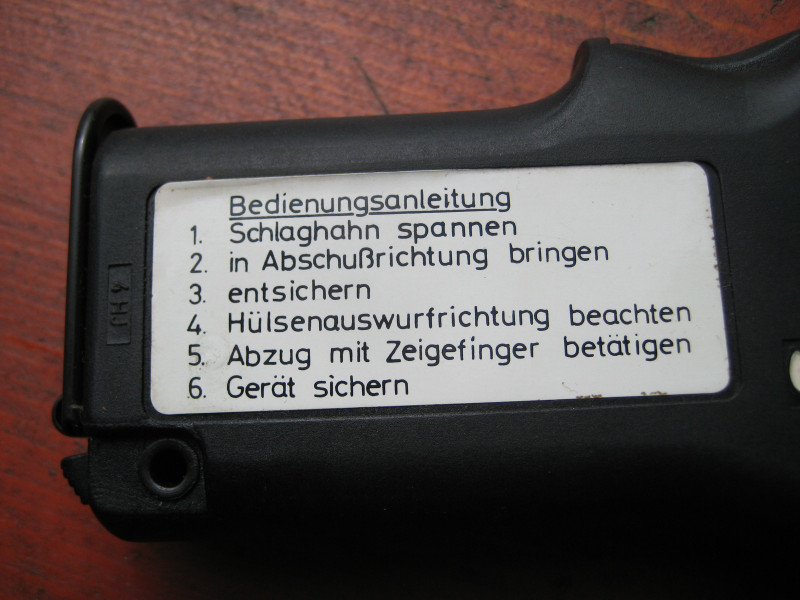 Bedienungsanleitung
1. Schlaghahn spannen
2. in Abschußrichtung bringen
3. entsichern
4. Hülsenauswurfrichtung beachten
5. Abzug mit Zeigefinger betätigen
6. Gerät sichern